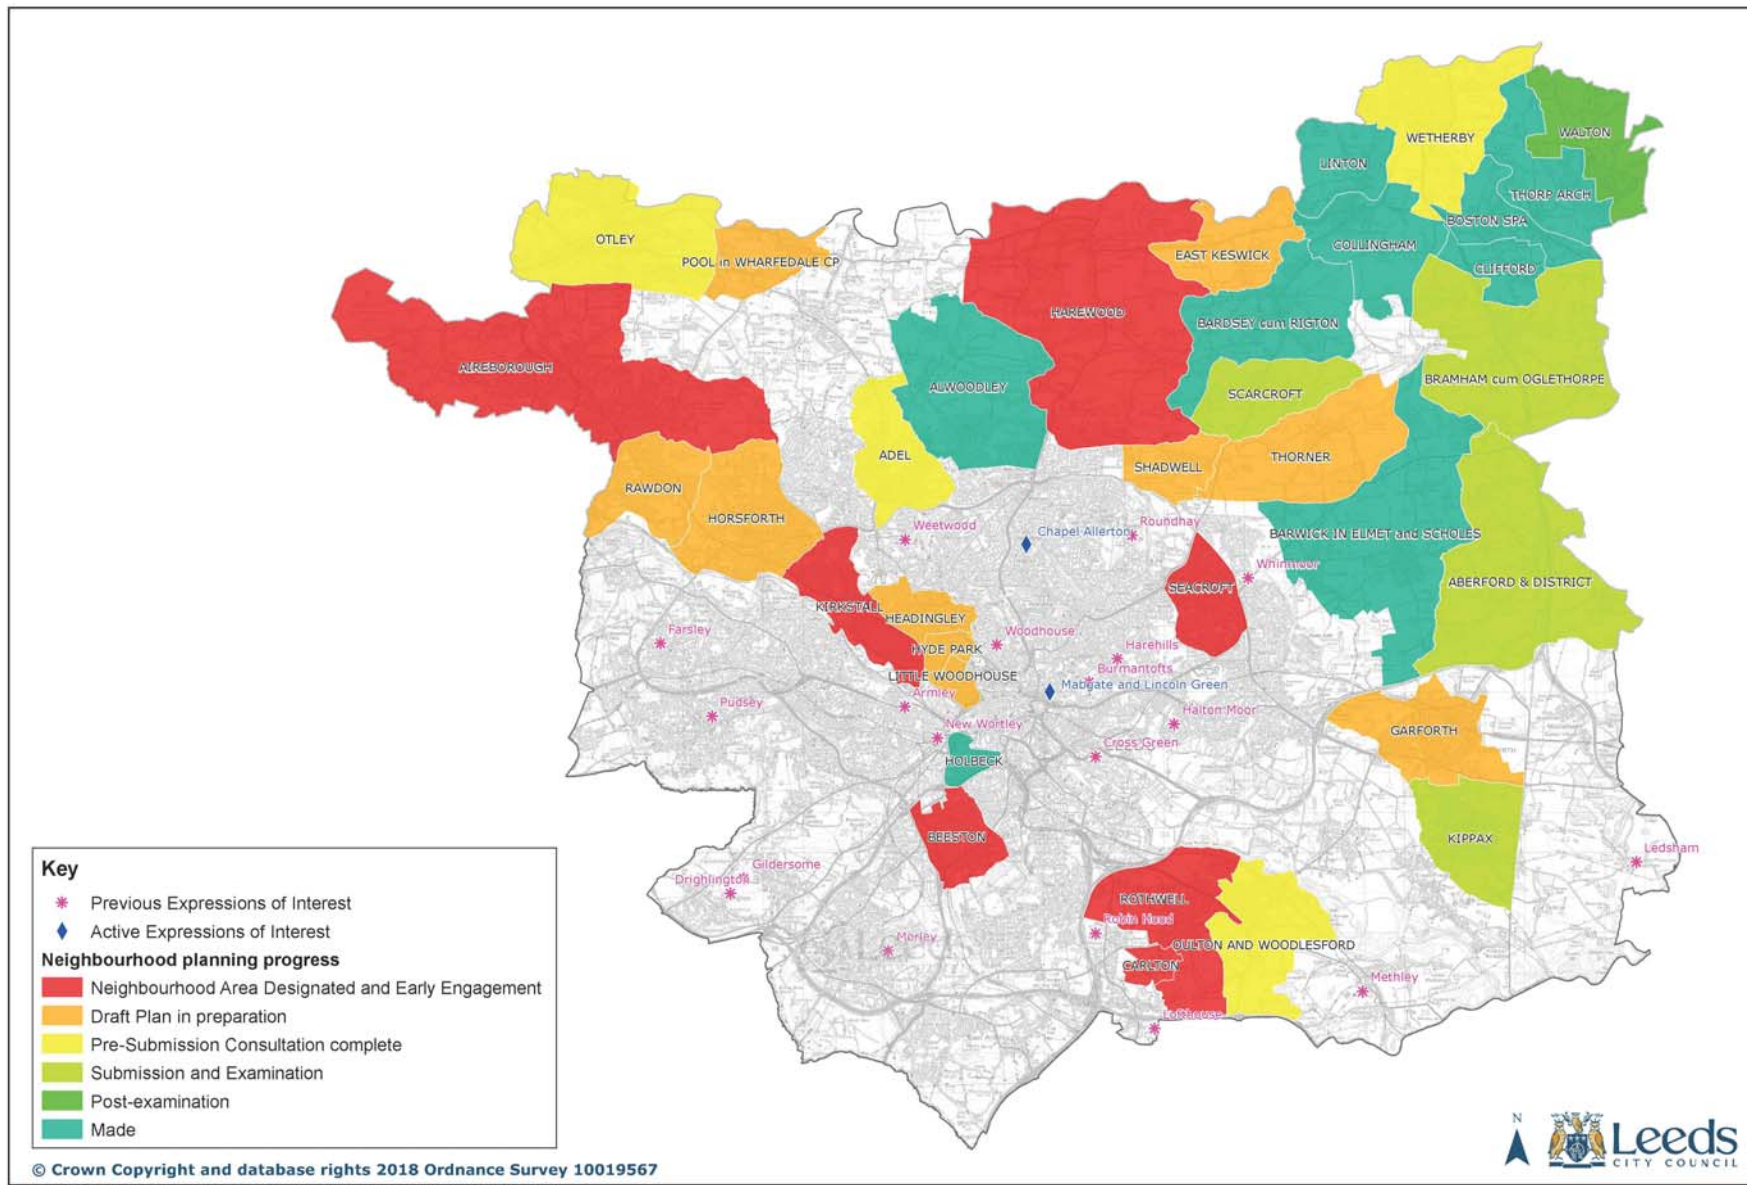 WETHERBY
WALTON
LINTON
THORP ARCH
BOSTON SPA
OTLEY
COLLINGHAM
EAST KESWICK
POOL in WHARFEDALE CP
CLIFFORD
HAREWOOD
BARDSEY cum RIGTON
AIREBOROUGH
BRAMHAM cum OGLETHORPE
ALWOODLEY
SCARCROFT
ADEL
THORNER
SHADWELL
RAWDON
HORSFORTH
Weetwood
Roundhay
Chapel Allerton
BARWICK IN ELMET and SCHOLES
Whinmoor
ABERFORD & DISTRICT
SEACROFT
KIRKSTALL
HEADINGLEY
Farsley
Woodhouse
Harehills
HYDE PARK
Burmantofts
LITTLE WOODHOUSE
Mabgate and Lincoln Green
Armley
Pudsey
Halton Moor
New Wortley
GARFORTH
Cross Green
HOLBECK
BEESTON
KIPPAX
Ledsham
Gildersome
Drighlington
ROTHWELL
Robin Hood
Morley
OULTON AND WOODLESFORD
CARLTON
Methley
Lofthouse
Key
Previous Expressions of Interest
Active Expressions of Interest
Neighbourhood planning progress
Neighbourhood Area Designated and Early Engagement
Draft Plan in preparation
Pre-Submission Consultation complete
Submission and Examination
Post-examination
Made
N
Leeds
CITY COUNCIL
© Crown Copyright and database rights 2018 Ordnance Survey 10019567